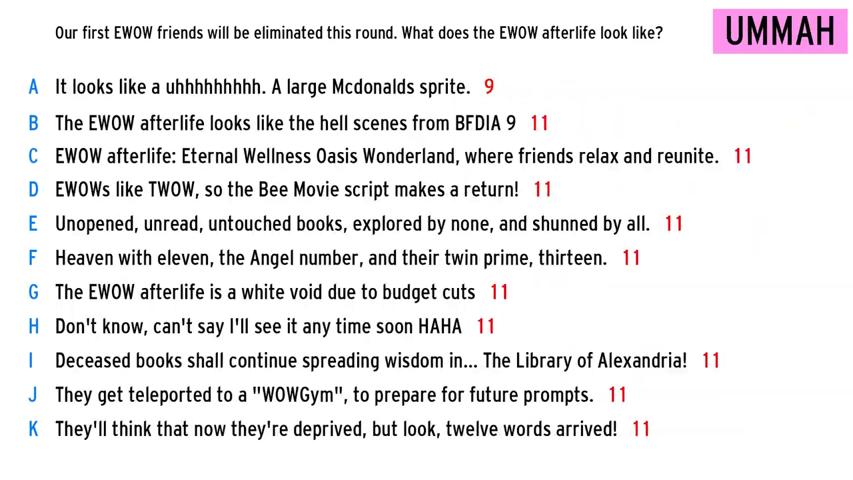 Our first EWOW friends will be eliminated this round. What does the EWOW afterlife look like?
UMMAH
A It looks like a uhhhhhhhhh. A large Mcdonalds sprite. 9
B The EWOW afterlife looks like the hell scenes from BFDIA 9 11
C EWOW afterlife: Eternal Wellness Oasis Wonderland, where friends relax and reunite. 11
D EWOWs like TWOW, so the Bee Movie script makes a return! 11
E Unopened, unread, untouched books, explored by none, and shunned by all. 11
F Heaven with eleven, the Angel number, and their twin prime, thirteen. 11
G The EWOW afterlife is a white void due to budget cuts 11
H Don't know, can't say I'll see it any time soon HAHA 11
I Deceased books shall continue spreading wisdom in... The Library of Alexandria! 11
J They get teleported to a "WOWGym", to prepare for future prompts. 11
K They'll think that now they're deprived, but look, twelve words arrived! 11